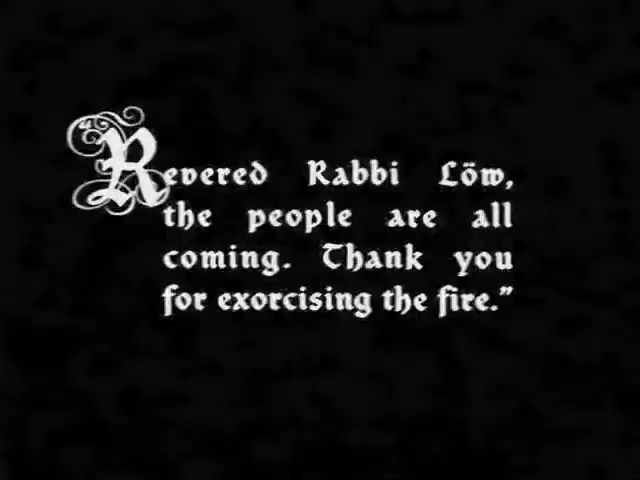 "Revered Rabbi Löw,
the people are all
coming. Thank you
for exorcising the fire."